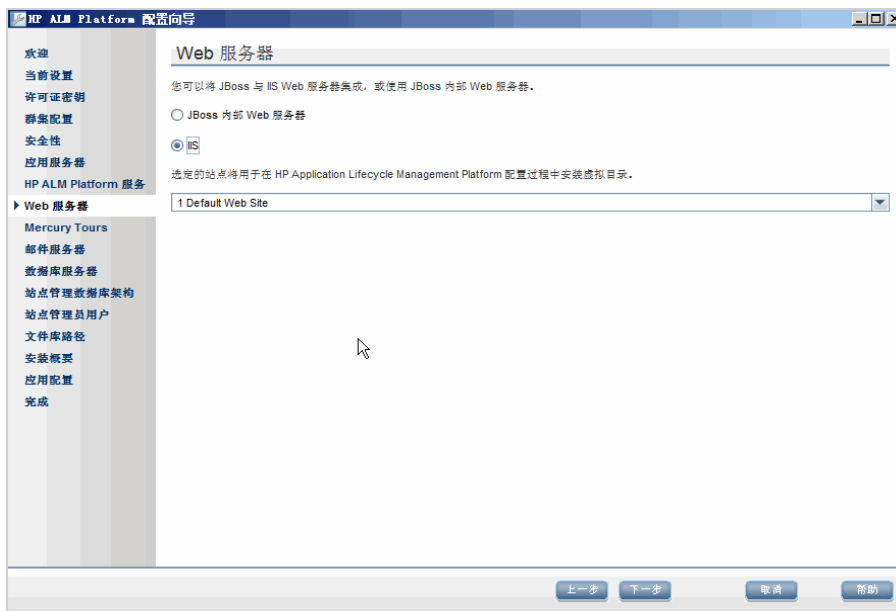 HP ALM Platform 配置向导
欢迎
当前设置
许可证密钥
群集配置
安全性
应用服务器
HP ALM Platform 服务
Web 服务器
Mercury Tours
邮件服务器
数据库服务器
站点管理数据库架构
站点管理员用户
文件库路径
安装概要
应用配置
完成
Web 服务器
您可以将 JBoss 与 IIS Web 服务器集成，或使用 JBoss 内部 Web 服务器。
JBoss 内部 Web 服务器
IIS
选定的站点将用于在 HP Application Lifecycle Management Platform 配置过程中安装虚拟目录。
1 Default Web Site
上一步 下一步 取消 帮助